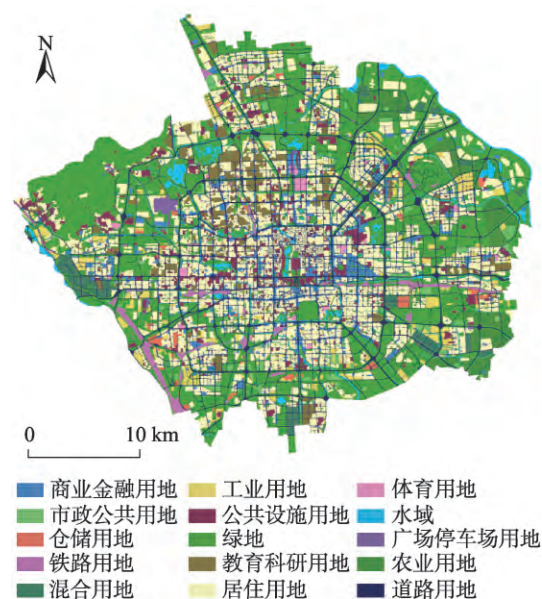 N
0 10 km
商业金融用地 工业用地 体育用地
市政公共用地 公共设施用地 水域
仓储用地 绿地 广场停车场用地
铁路用地 教育科研用地 农业用地
混合用地 居住用地 道路用地